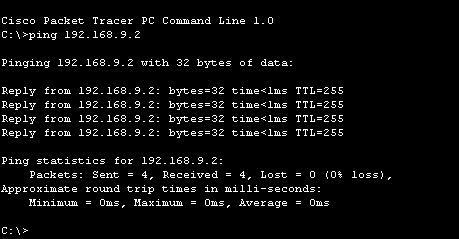 Cisco Packet Tracer PC Command Line 1.0
C:\>ping 192.168.9.2
Pinging 192.168.9.2 with 32 bytes of data:
Reply from 192.168.9.2: bytes=32 time<1ms TTL=255
Reply from 192.168.9.2: bytes=32 time<1ms TTL=255
Reply from 192.168.9.2: bytes=32 time<1ms TTL=255
Reply from 192.168.9.2: bytes=32 time<1ms TTL=255
Ping statistics for 192.168.9.2:
Packets: Sent = 4, Received = 4, Lost = 0 (0% loss),
Approximate round trip times in milli-seconds:
Minimum = 0ms, Maximum = 0ms, Average = 0ms
C:\>